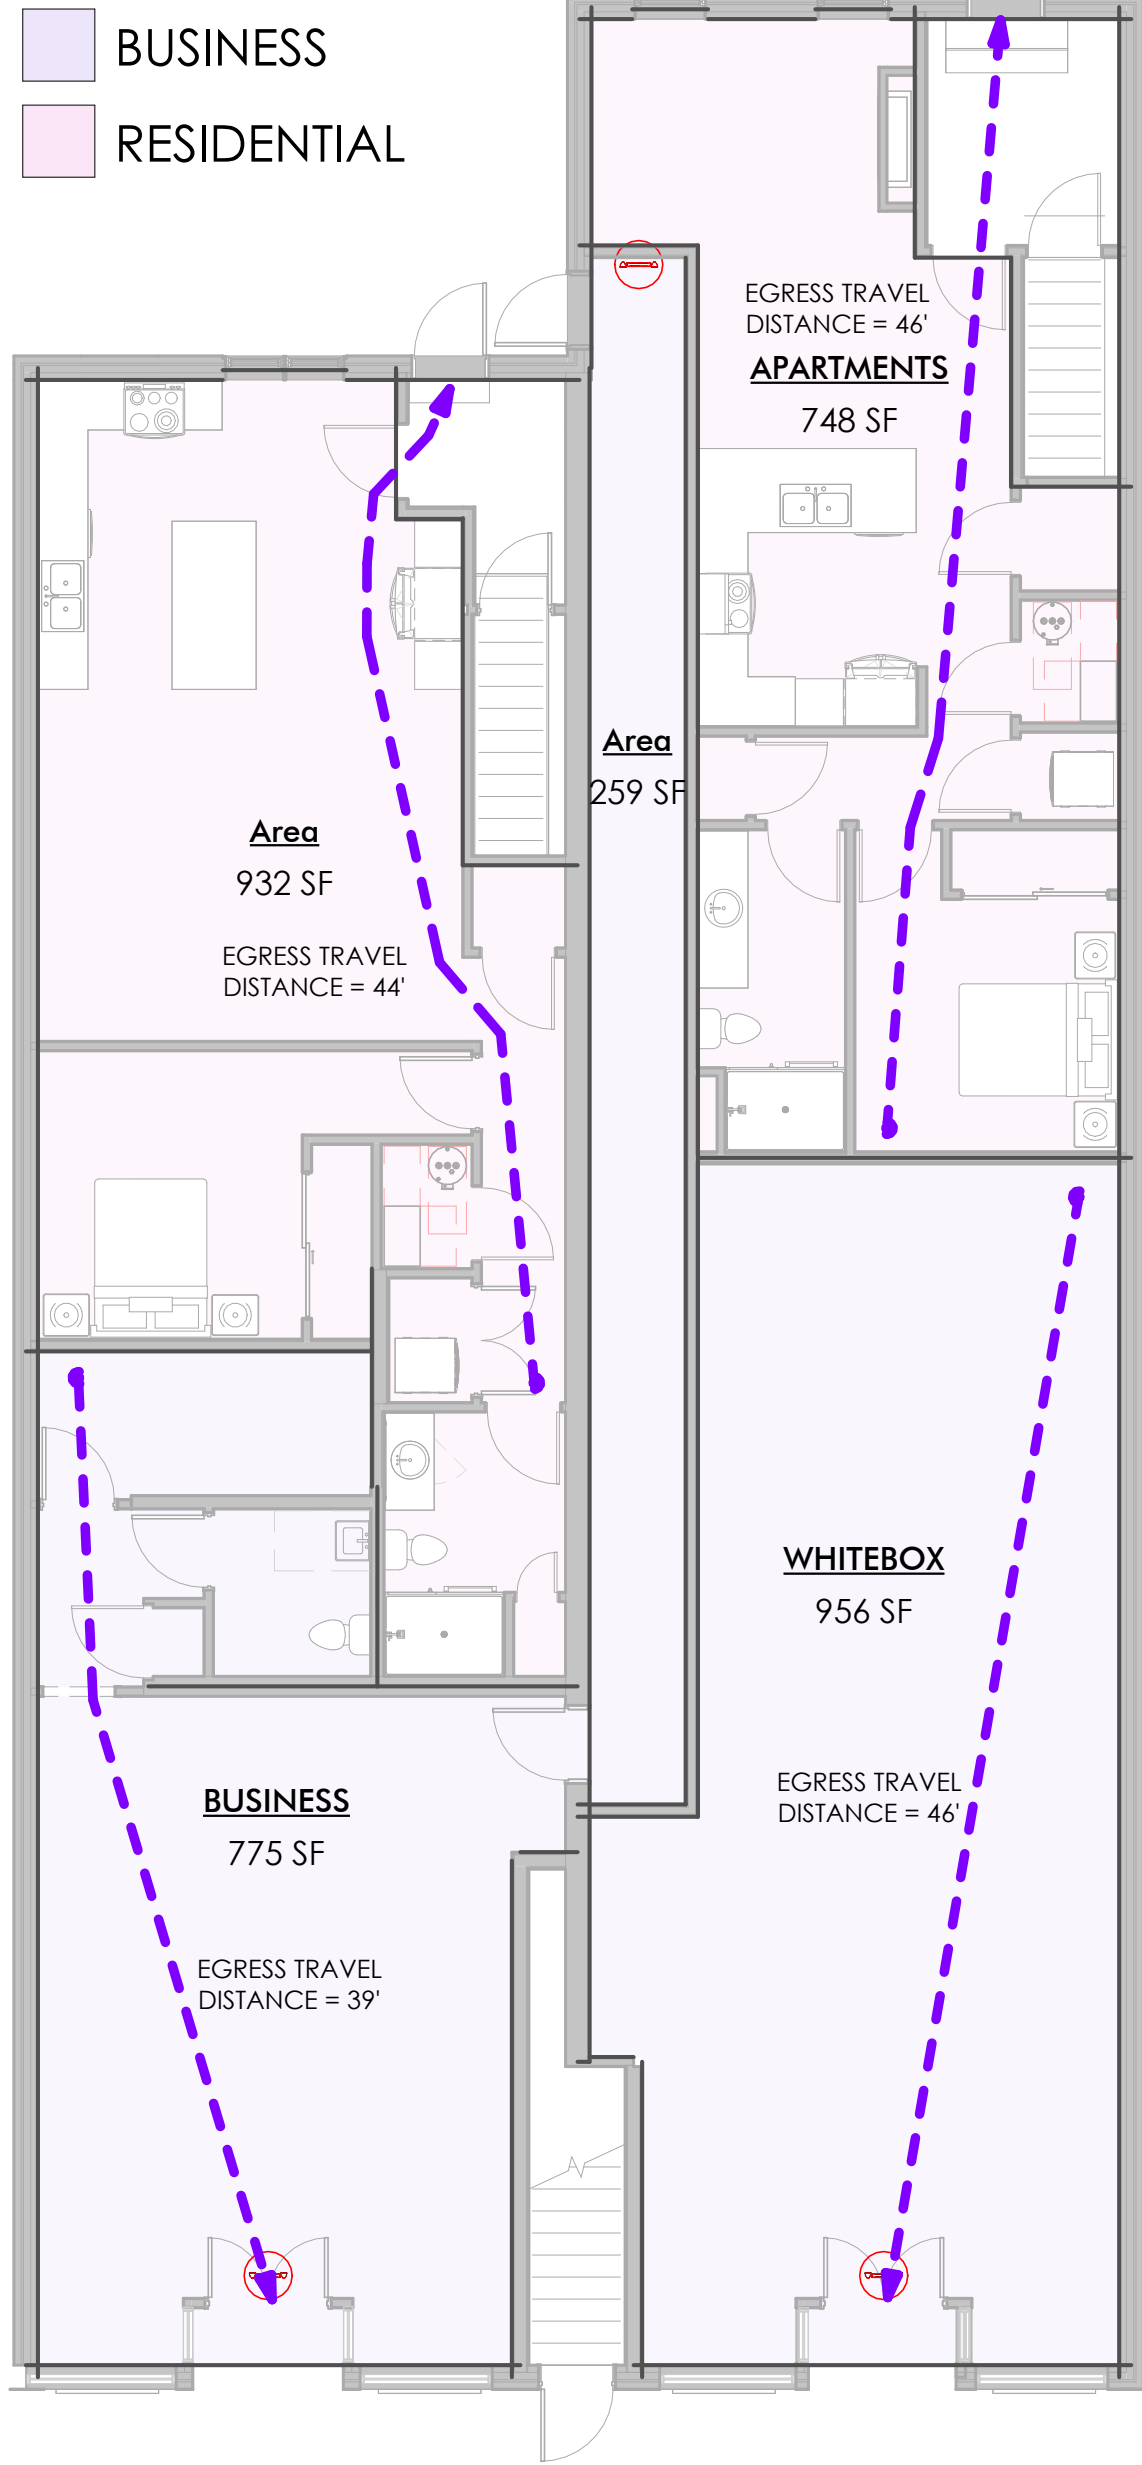 BUSINESS
RESIDENTIAL
EGRESS TRAVEL
DISTANCE = 46'
APARTMENTS
748 SF
Area
259 SF
Area
932 SF
EGRESS TRAVEL
DISTANCE = 44'
WHITEBOX
956 SF
EGRESS TRAVEL
DISTANCE = 46'
BUSINESS
775 SF
EGRESS TRAVEL
DISTANCE = 39'